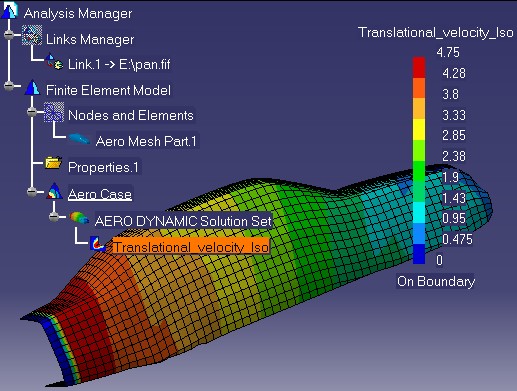 Analysis Manager
Links Manager
Link.1 -> E:\pan.fif
Finite Element Model
Nodes and Elements
Aero Mesh Part.1
Properties.1
Aero Case
AERO DYNAMIC Solution Set
Translational_velocity_Iso
Translational_velocity_Iso
4.75
4.28
3.8
3.33
2.85
2.38
1.9
1.43
0.95
0.475
0
On Boundary